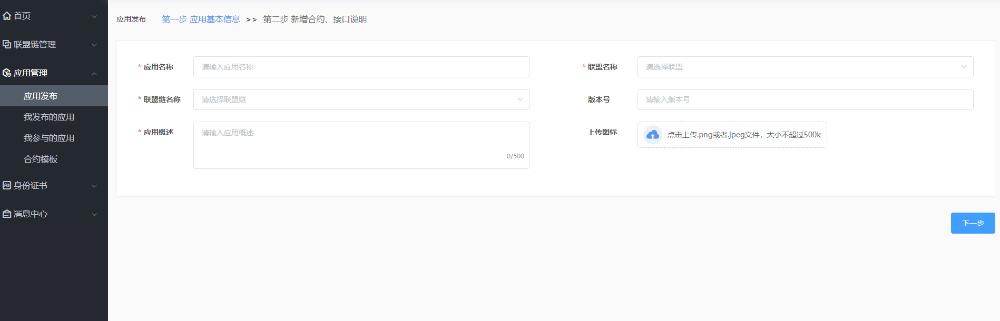 首页
联盟链管理
应用管理
应用发布
我发布的应用
我参与的应用
合约模板
身份证书
消息中心
应用发布 第一步 应用基本信息 >> 第二步 新增合约、接口说明
* 应用名称 请输入应用名称
* 联盟名称 请选择联盟
* 联盟链名称 请选择联盟链
版本号 请输入版本号
* 应用概述 请输入应用概述
0/500
上传图标 点击上传.png或者.jpeg文件，大小不超过500k
下一步